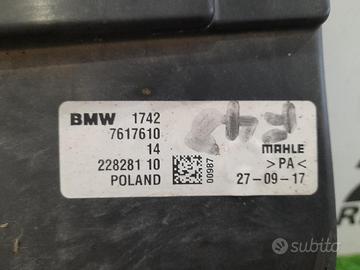 BMW 1742
7617610
14
MAHLE
228281 10
>PA<
00987
POLAND
27-09-17
subito